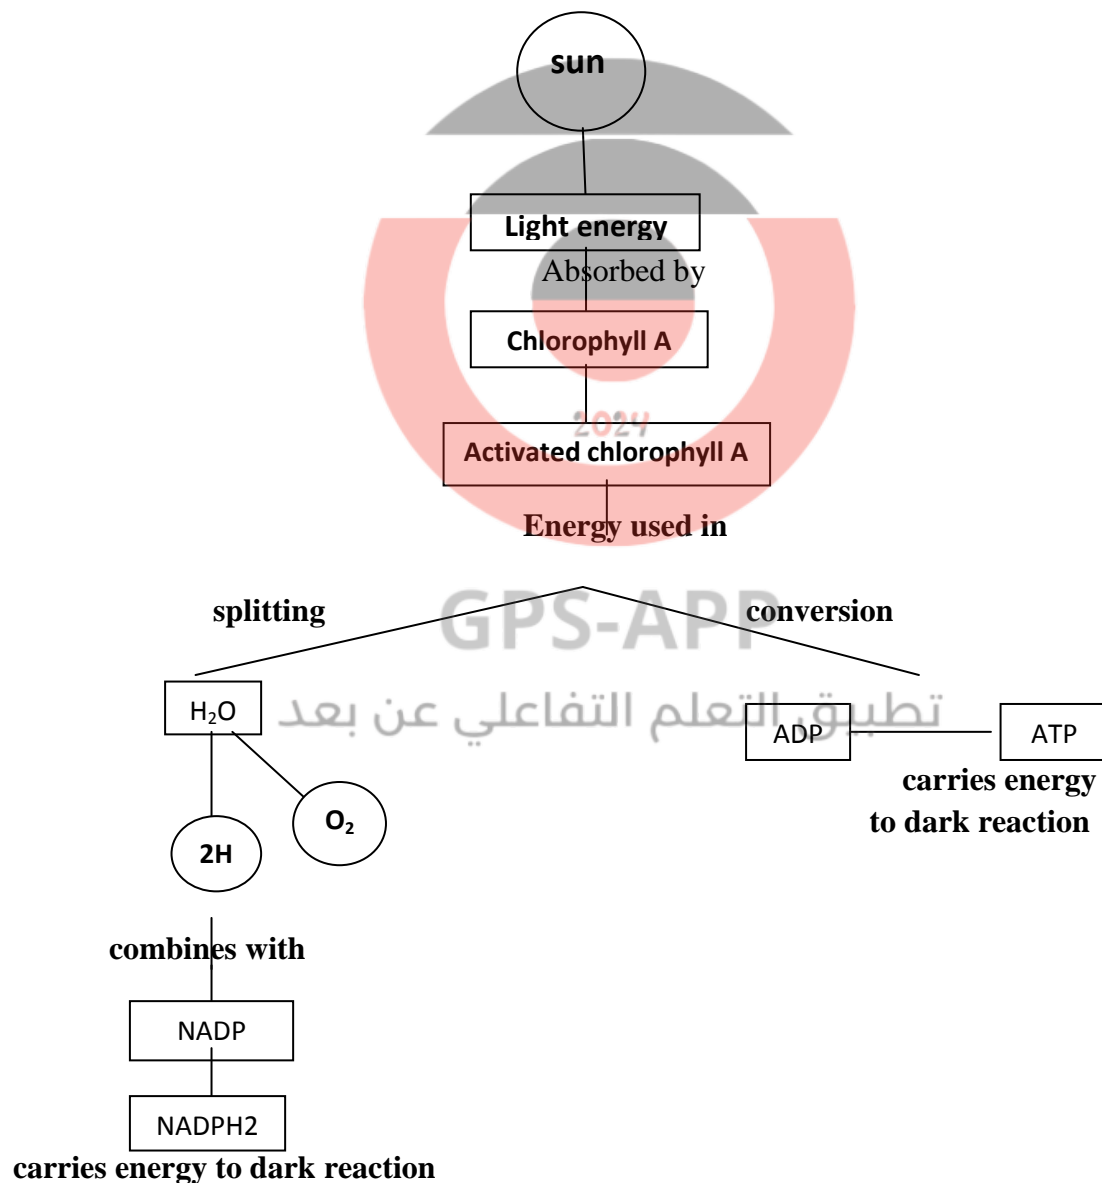 sun
Light energy
Absorbed by
Chlorophyll A
2024
Activated chlorophyll A
Energy used in
splitting
conversion
GPS-APP
تطبيق التعلم التفاعلي عن بعد
H₂O
ADP
ATP
carries energy
to dark reaction
O₂
2H
combines with
NADP
NADPH2
carries energy to dark reaction